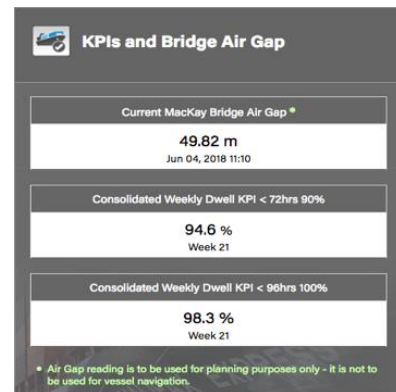 KPIs and Bridge Air Gap
Current MacKay Bridge Air Gap *
49.82 m
Jun 04, 2018 11:10
Consolidated Weekly Dwell KPI < 72hrs 90%
94.6 %
Week 21
Consolidated Weekly Dwell KPI < 96hrs 100%
98.3 %
Week 21
* Air Gap reading is to be used for planning purposes only - it is not to
be used for vessel navigation.